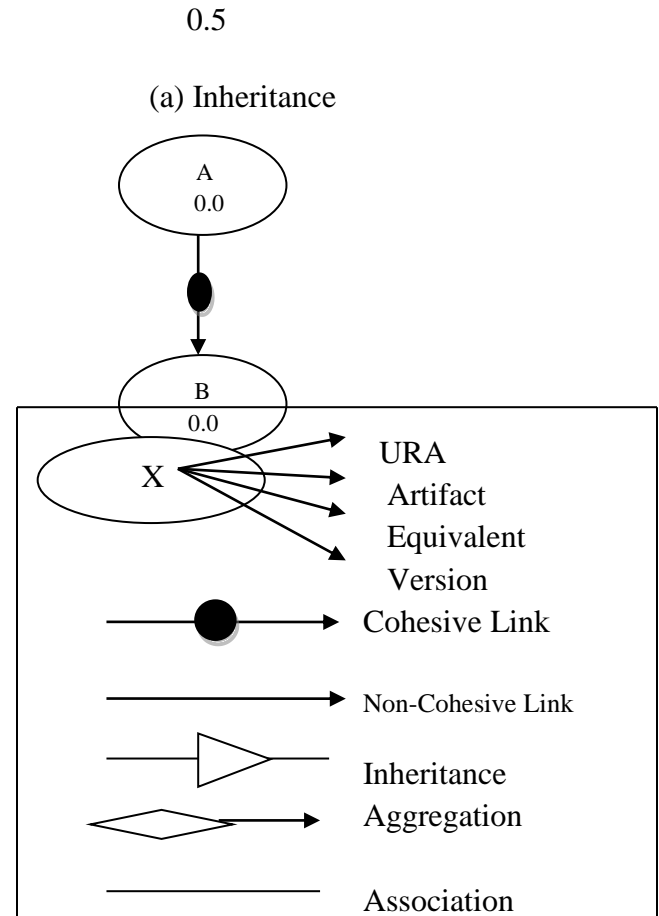 0.5
(a) Inheritance
A
0.0
B
0.0
X
URA
Artifact
Equivalent
Version
Cohesive Link
Non-Cohesive Link
Inheritance
Aggregation
Association